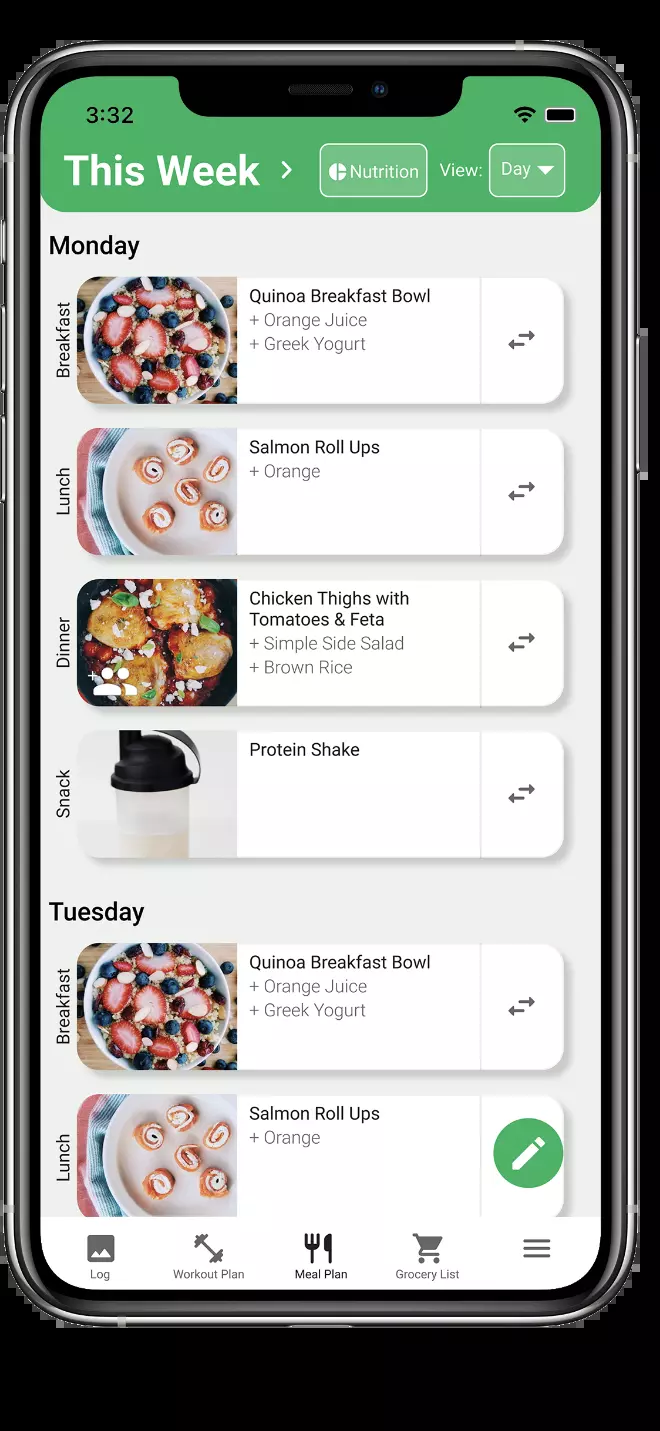 3:32
This Week
Nutrition
View:
Day
Monday
Breakfast
Quinoa Breakfast Bowl
+ Orange Juice
+ Greek Yogurt
Lunch
Salmon Roll Ups
+ Orange
Dinner
Chicken Thighs with
Tomatoes & Feta
+ Simple Side Salad
+ Brown Rice
Snack
Protein Shake
Tuesday
Breakfast
Quinoa Breakfast Bowl
+ Orange Juice
+ Greek Yogurt
Lunch
Salmon Roll Ups
+ Orange
Log
Workout Plan
Meal Plan
Grocery List